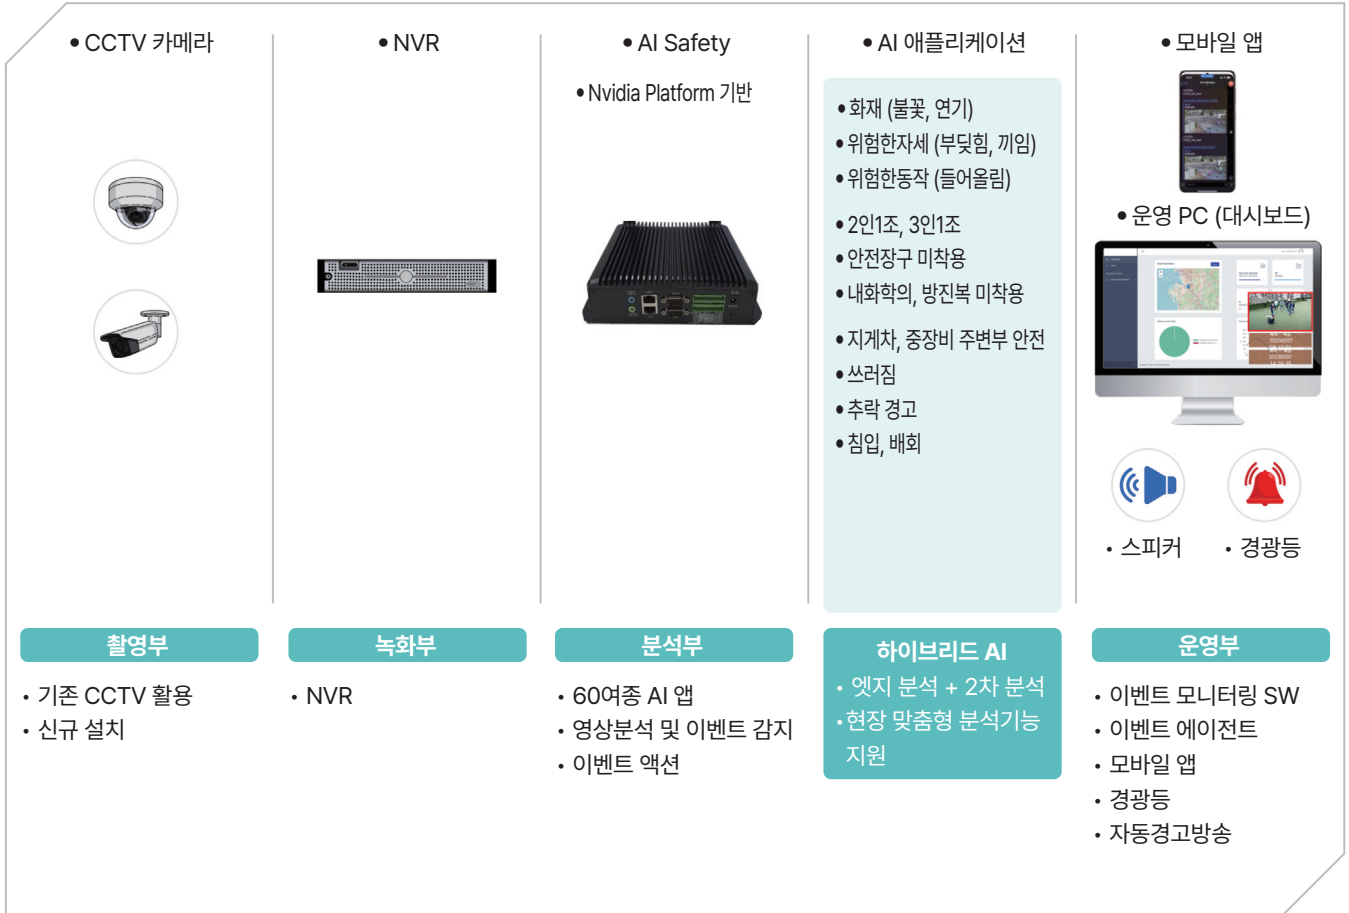 • CCTV 카메라
• NVR
• AI Safety
• Nvidia Platform 기반
• AI 애플리케이션
• 화재 (불꽃, 연기)
• 위험한자세 (부딪힘, 끼임)
• 위험한동작 (들어올림)
• 2인1조, 3인1조
• 안전장구 미착용
• 내화학의, 방진복 미착용
• 지게차, 중장비 주변부 안전
• 쓰러짐
• 추락 경고
• 침입, 배회
• 모바일 앱
• 운영 PC (대시보드)
• 스피커
• 경광등
촬영부
• 기존 CCTV 활용
• 신규 설치
녹화부
• NVR
분석부
• 60여종 AI 앱
• 영상분석 및 이벤트 감지
• 이벤트 액션
하이브리드 AI
• 엣지 분석 + 2차 분석
• 현장 맞춤형 분석기능
지원
운영부
• 이벤트 모니터링 SW
• 이벤트 에이전트
• 모바일 앱
• 경광등
• 자동경고방송